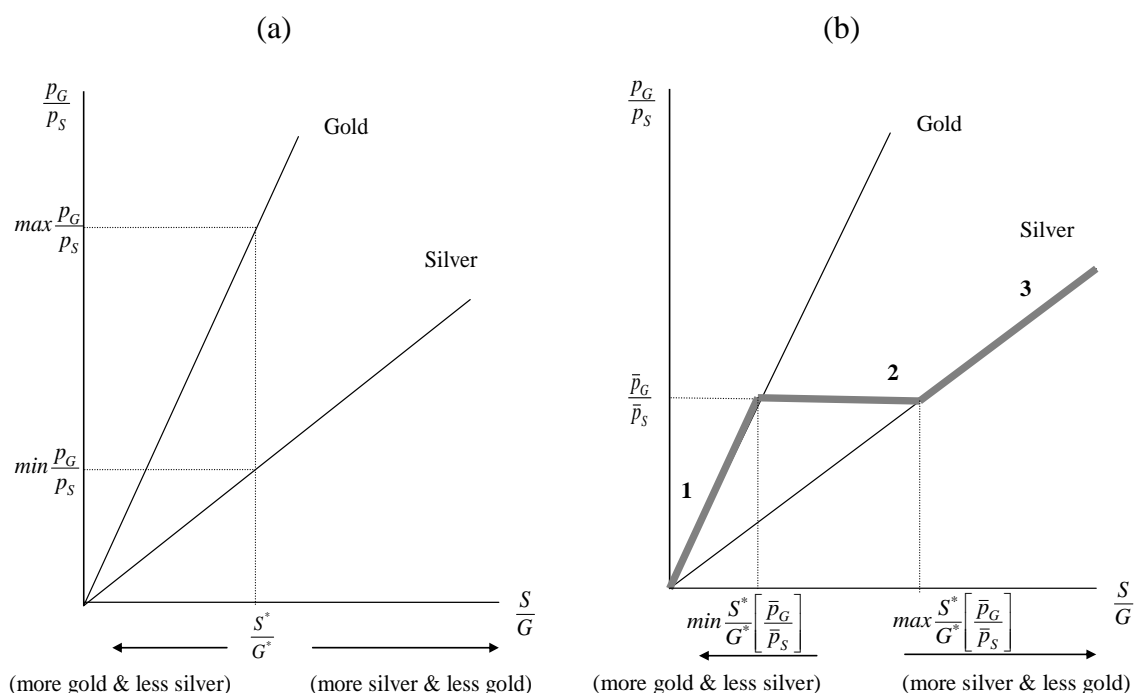 (a)
p_G
p_S
Gold
max p_G
p_S
Silver
min p_G
p_S
S*
G*
S
G
(more gold & less silver)
(more silver & less gold)
(b)
p_G
p_S
Gold
Silver
3
2
p̄_G
p̄_S
1
min S*/G* [p̄_G/p̄_S]
max S*/G* [p̄_G/p̄_S]
S
G
(more gold & less silver)
(more silver & less gold)